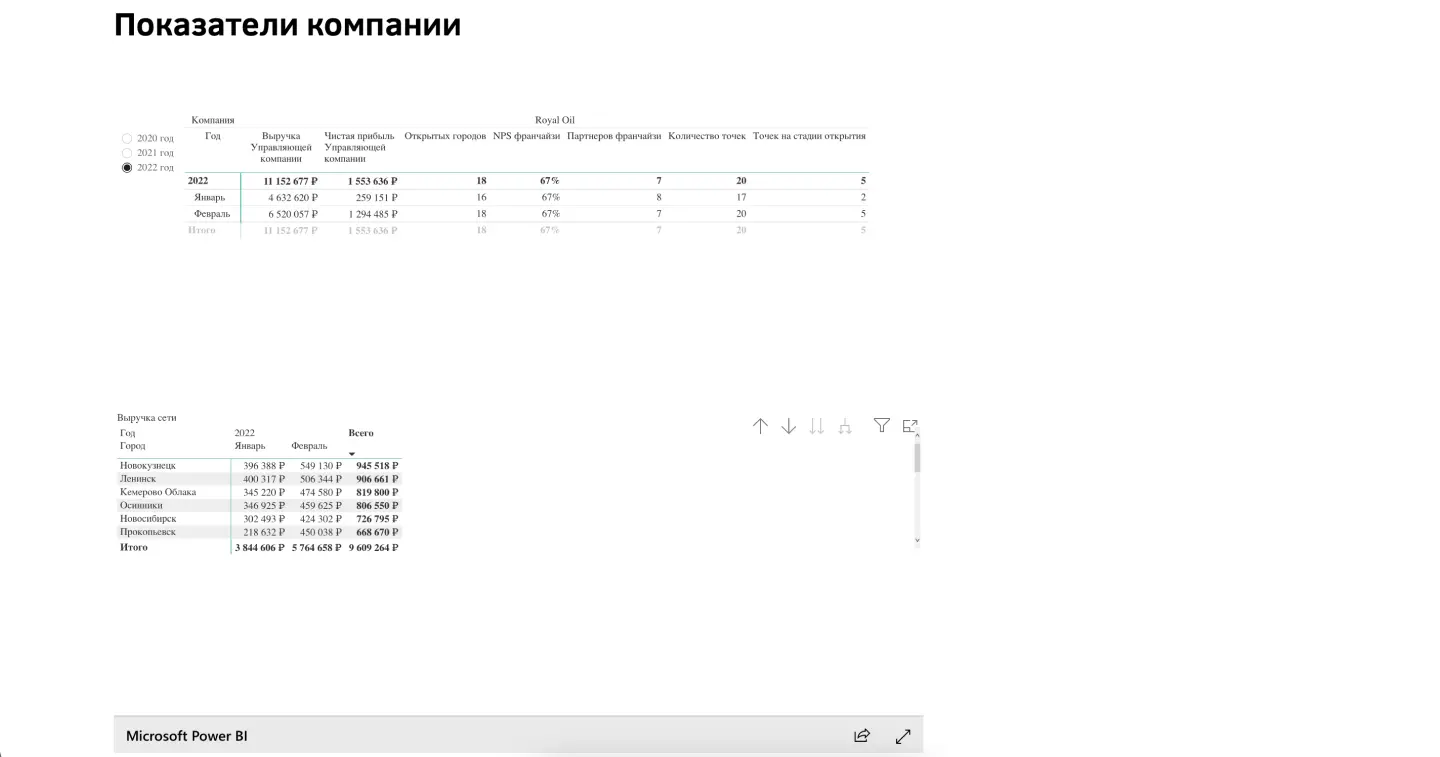 Показатели компании
Компания Royal Oil
2020 год
2021 год
2022 год
Год Выручка Управляющей компании Чистая прибыль Управляющей компании Открытых городов NPS франчайзи Партнеров франчайзи Количество точек Точек на стадии открытия
2022 11 152 677 ₽ 1 553 636 ₽ 18 67% 7 20 5
Январь 4 632 620 ₽ 259 151 ₽ 16 67% 8 17 2
Февраль 6 520 057 ₽ 1 294 485 ₽ 18 67% 7 20 5
Итого 11 152 677 ₽ 1 553 636 ₽ 18 67% 7 20 5
Выручка сети
Год 2022 Всего
Город Январь Февраль
Новокузнецк 396 388 ₽ 549 130 ₽ 945 518 ₽
Ленинск 400 317 ₽ 506 344 ₽ 906 661 ₽
Кемерово Облака 345 220 ₽ 474 580 ₽ 819 800 ₽
Осинники 346 925 ₽ 459 625 ₽ 806 550 ₽
Новосибирск 302 493 ₽ 424 302 ₽ 726 795 ₽
Прокопьевск 218 632 ₽ 450 038 ₽ 668 670 ₽
Итого 3 844 606 ₽ 5 764 658 ₽ 9 609 264 ₽
Microsoft Power BI